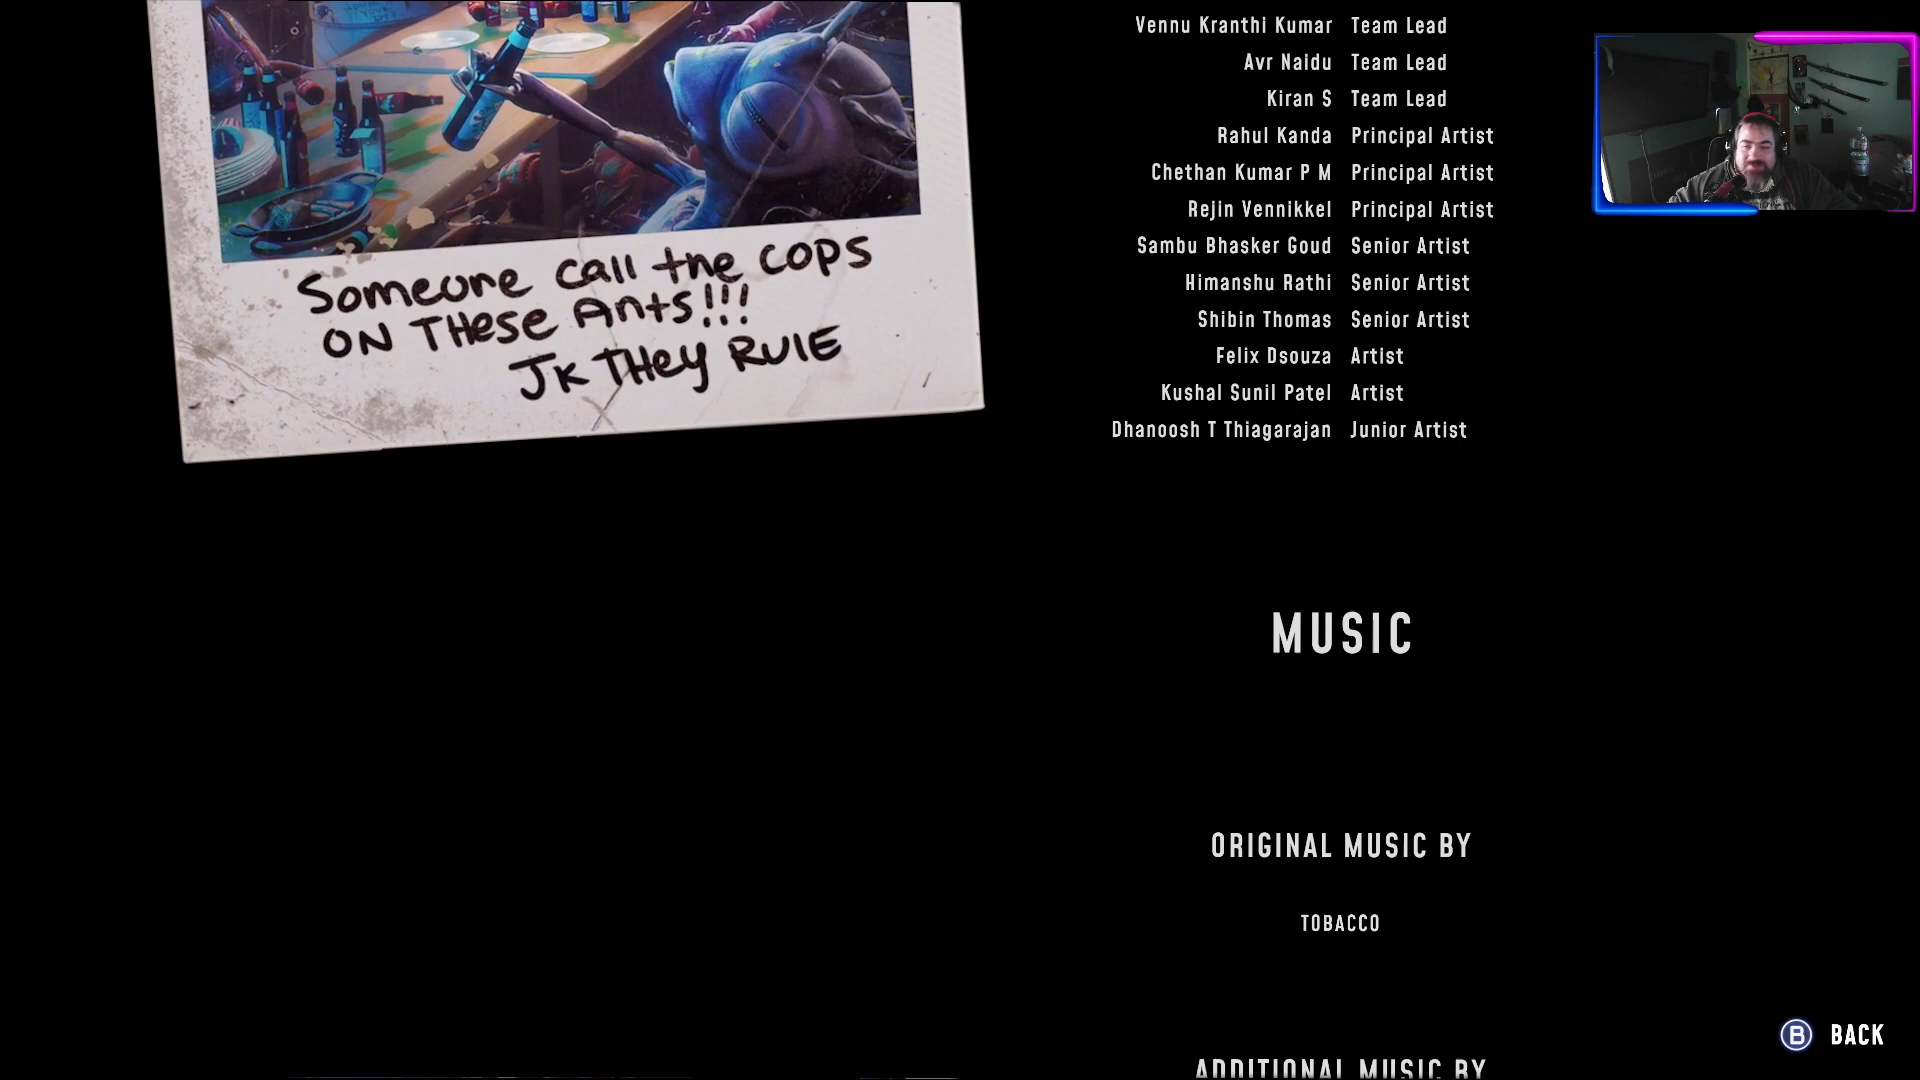 Someone call the cops
ON THese Ants!!!
Jk THey RulE
Vennu Kranthi Kumar Team Lead
Avr Naidu Team Lead
Kiran S Team Lead
Rahul Kanda Principal Artist
Chethan Kumar P M Principal Artist
Rejin Vennikkel Principal Artist
Sambu Bhasker Goud Senior Artist
Himanshu Rathi Senior Artist
Shibin Thomas Senior Artist
Felix Dsouza Artist
Kushal Sunil Patel Artist
Dhanoosh T Thiagarajan Junior Artist
MUSIC
ORIGINAL MUSIC BY
TOBACCO
ADDITIONAL MUSIC BY
B BACK